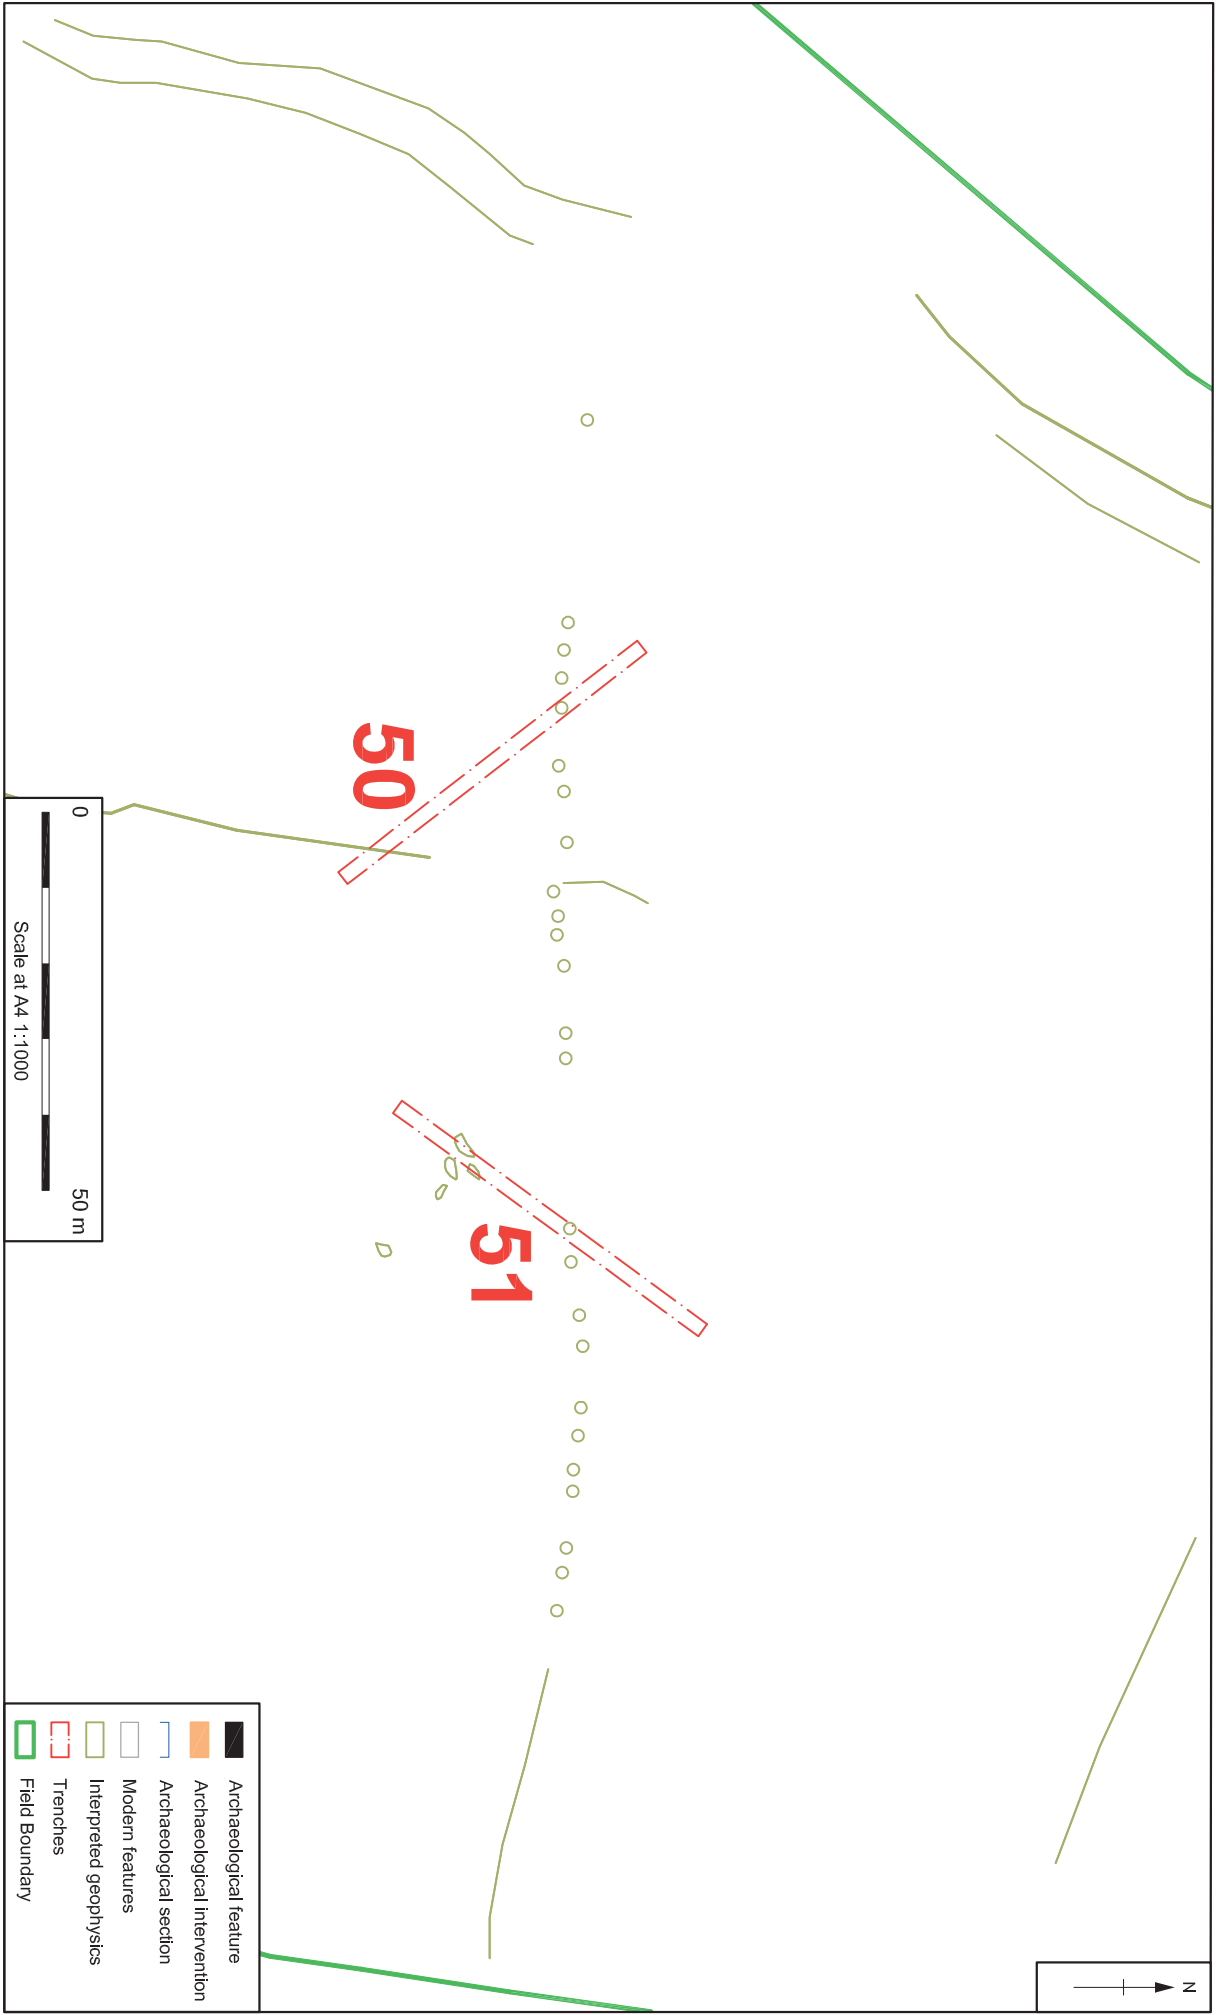 N
50
51
0 50 m
Scale at A4 1:1000
Archaeological feature
Archaeological intervention
Archaeological section
Modern features
Interpreted geophysics
Trenches
Field Boundary